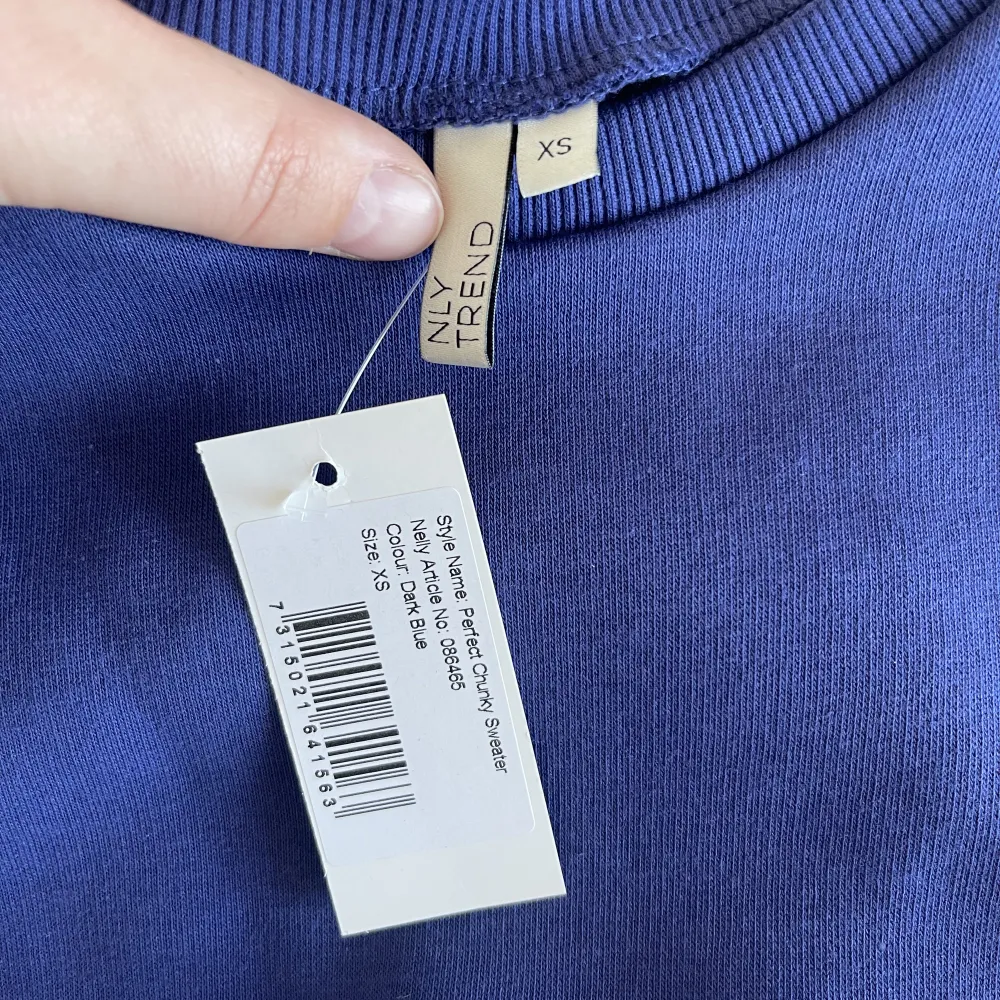 XS
NLY
TREND
Style Name: Perfect Chunky Sweater
Nelly Article No: 086465
Colour: Dark Blue
Size: XS
7 315021 641563